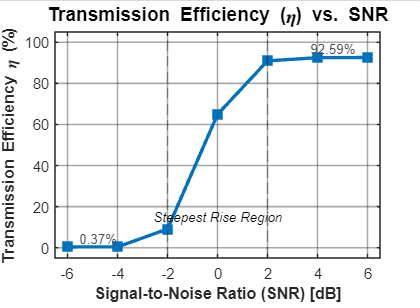 Transmission Efficiency (η) vs. SNR
Transmission Efficiency η (%)
100
80
60
40
20
0
92.59%
0.37%
Steepest Rise Region
-6 -4 -2 0 2 4 6
Signal-to-Noise Ratio (SNR) [dB]